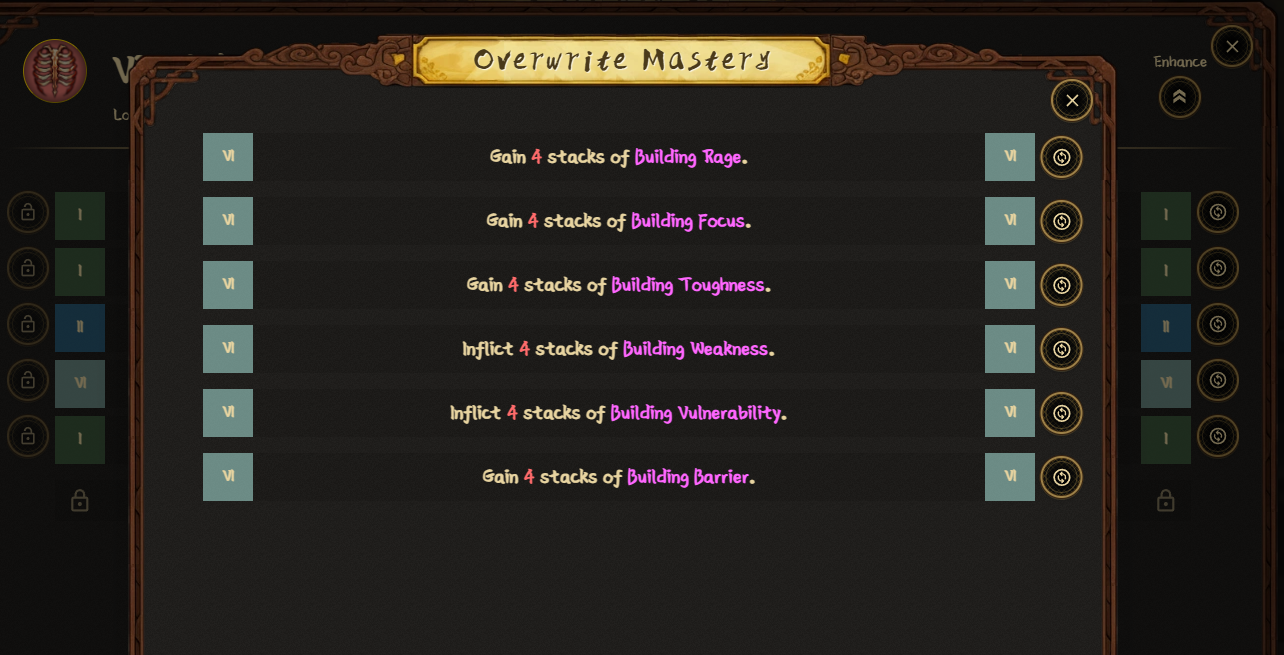 Overwrite Mastery
Enhance
VI Gain 4 stacks of Building Rage. VI
VI Gain 4 stacks of Building Focus. VI
VI Gain 4 stacks of Building Toughness. VI
VI Inflict 4 stacks of Building Weakness. VI
VI Inflict 4 stacks of Building Vulnerability. VI
VI Gain 4 stacks of Building Barrier. VI
I I
I I
II II
VI VI
I I